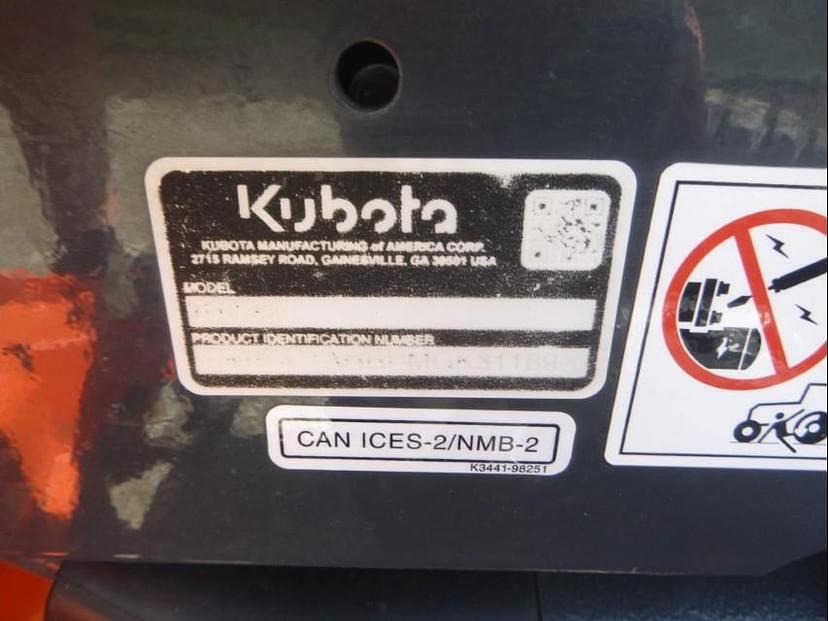 Kubota
KUBOTA MANUFACTURING of AMERICA CORP.
2715 RAMSEY ROAD, GAINESVILLE, GA 30501 USA
MODEL
PRODUCT IDENTIFICATION NUMBER
CAN ICES-2/NMB-2
K3441-98251